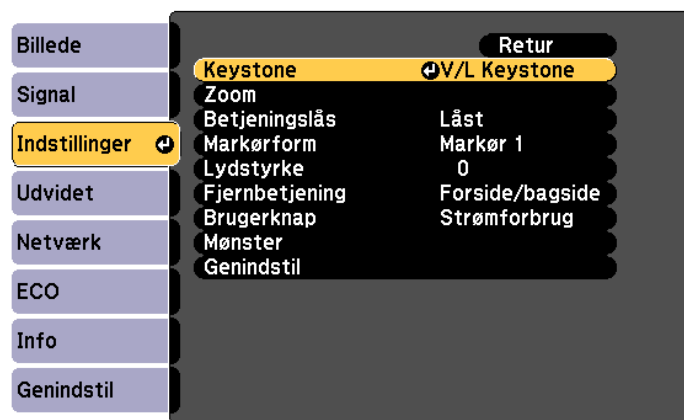 Billede
Signal
Indstillinger
Udvidet
Netværk
ECO
Info
Genindstil
Retur
Keystone V/L Keystone
Zoom
Betjeningslås Låst
Markørform Markør 1
Lydstyrke 0
Fjernbetjening Forside/bagside
Brugerknap Strømforbrug
Mønster
Genindstil